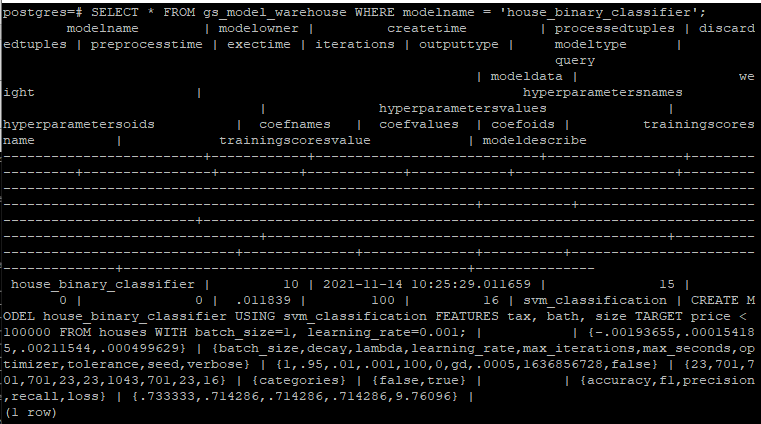 postgres=# SELECT * FROM gs_model_warehouse WHERE modelname = 'house_binary_classifier';
modelname | modelowner | createtime | processedtuples | discard
edtuples | preprocesstime | exectime | iterations | outputtype | modeltype |
query
| modeldata | we
ight | hyperparametersnames
| hyperparametersvalues |
hyperparametersoids | coefnames | coefvalues | coefoids | trainingscores
name | trainingscoresvalue | modeldescribe
---------------------------+-------------+------------------------------+------------------+--------
----------+----------------+----------+------------+-------------+----------------------+----------
----------------------------------------------------------------------------------------------------
---------------------------------------------------------------+------------+-----------------------
--------------------------+-------------------------------------------------------------------------
----------------------------------+-----------------------------------------------------+-----------
-------------------------------+---------------+---------------+----------+-------------------------
---------------+----------------------------------------------+----------------
house_binary_classifier | 10 | 2021-11-14 10:25:29.011659 | 15 |
0 | 0 | .011839 | 100 | 16 | svm_classification | CREATE M
ODEL house_binary_classifier USING svm_classification FEATURES tax, bath, size TARGET price <
100000 FROM houses WITH batch_size=1, learning_rate=0.001; | | {-.00193655,.00015418
5,.00211544,.000499629} | {batch_size,decay,lambda,learning_rate,max_iterations,max_seconds,op
timizer,tolerance,seed,verbose} | {1,.95,.01,.001,100,0,gd,.0005,1636856728,false} | {23,701,7
01,701,23,23,1043,701,23,16} | {categories} | {false,true} | | {accuracy,f1,precision
,recall,loss} | {.733333,.714286,.714286,.714286,9.76096} |
(1 row)